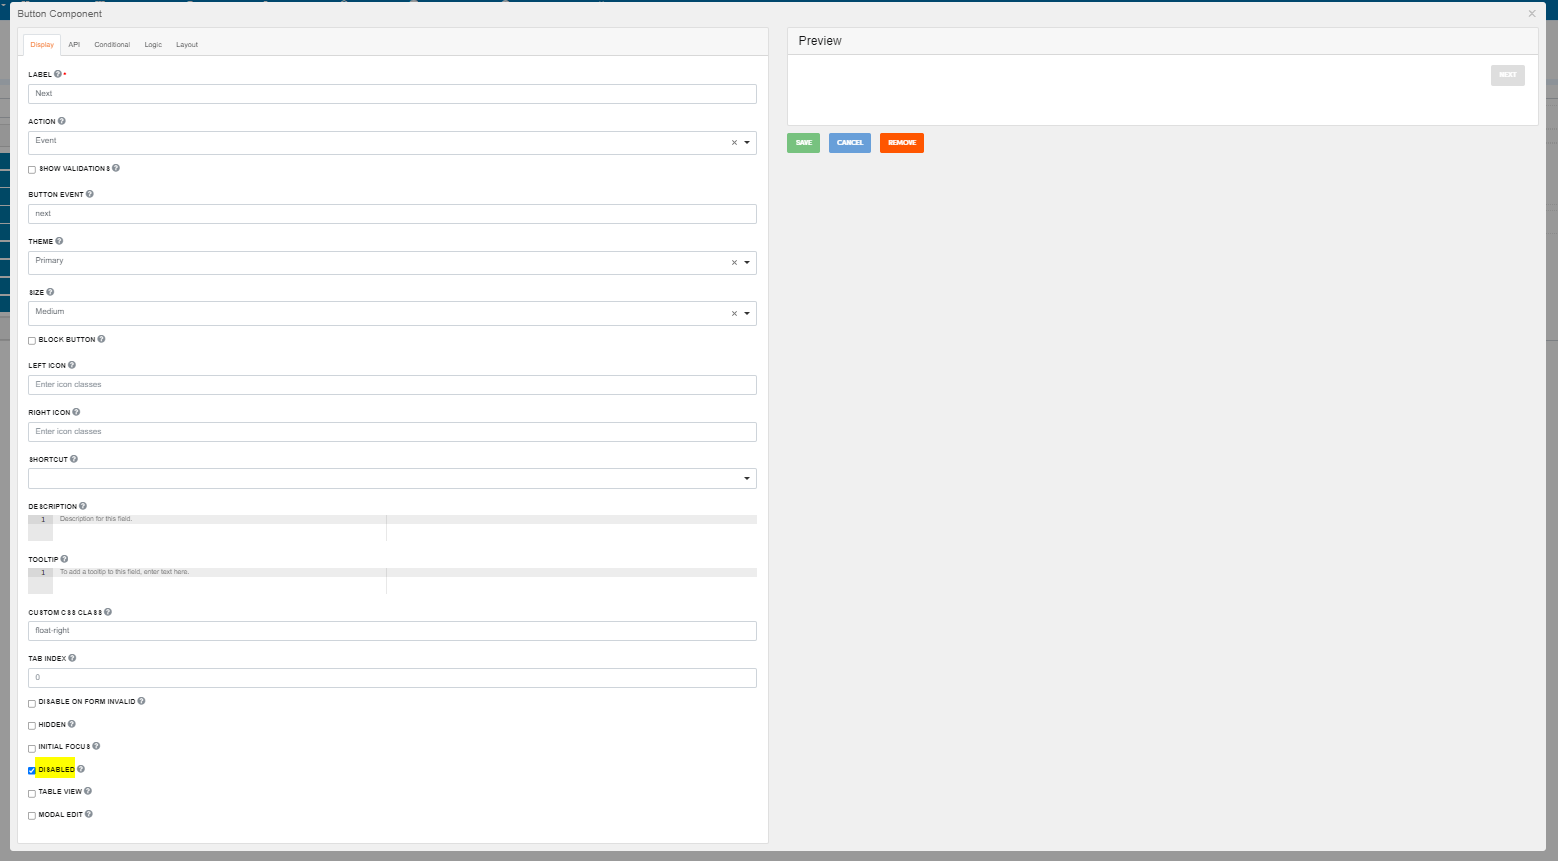 Button Component
×
Display API Conditional Logic Layout
LABEL ? *
Next
ACTION ?
Event
SHOW VALIDATIONS ?
BUTTON EVENT ?
next
THEME ?
Primary
SIZE ?
Medium
BLOCK BUTTON ?
LEFT ICON ?
Enter icon classes
RIGHT ICON ?
Enter icon classes
SHORTCUT ?
DESCRIPTION ?
1 Description for this field.
TOOLTIP ?
1 To add a tooltip to this field, enter text here.
CUSTOM CSS CLASS ?
float-right
TAB INDEX ?
0
DISABLE ON FORM INVALID ?
HIDDEN ?
INITIAL FOCUS ?
DISABLED ?
TABLE VIEW ?
MODAL EDIT ?
Preview
NEXT
SAVE CANCEL REMOVE